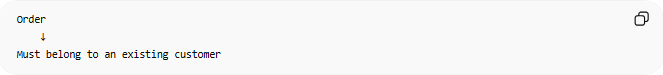 Order
↓
Must belong to an existing customer